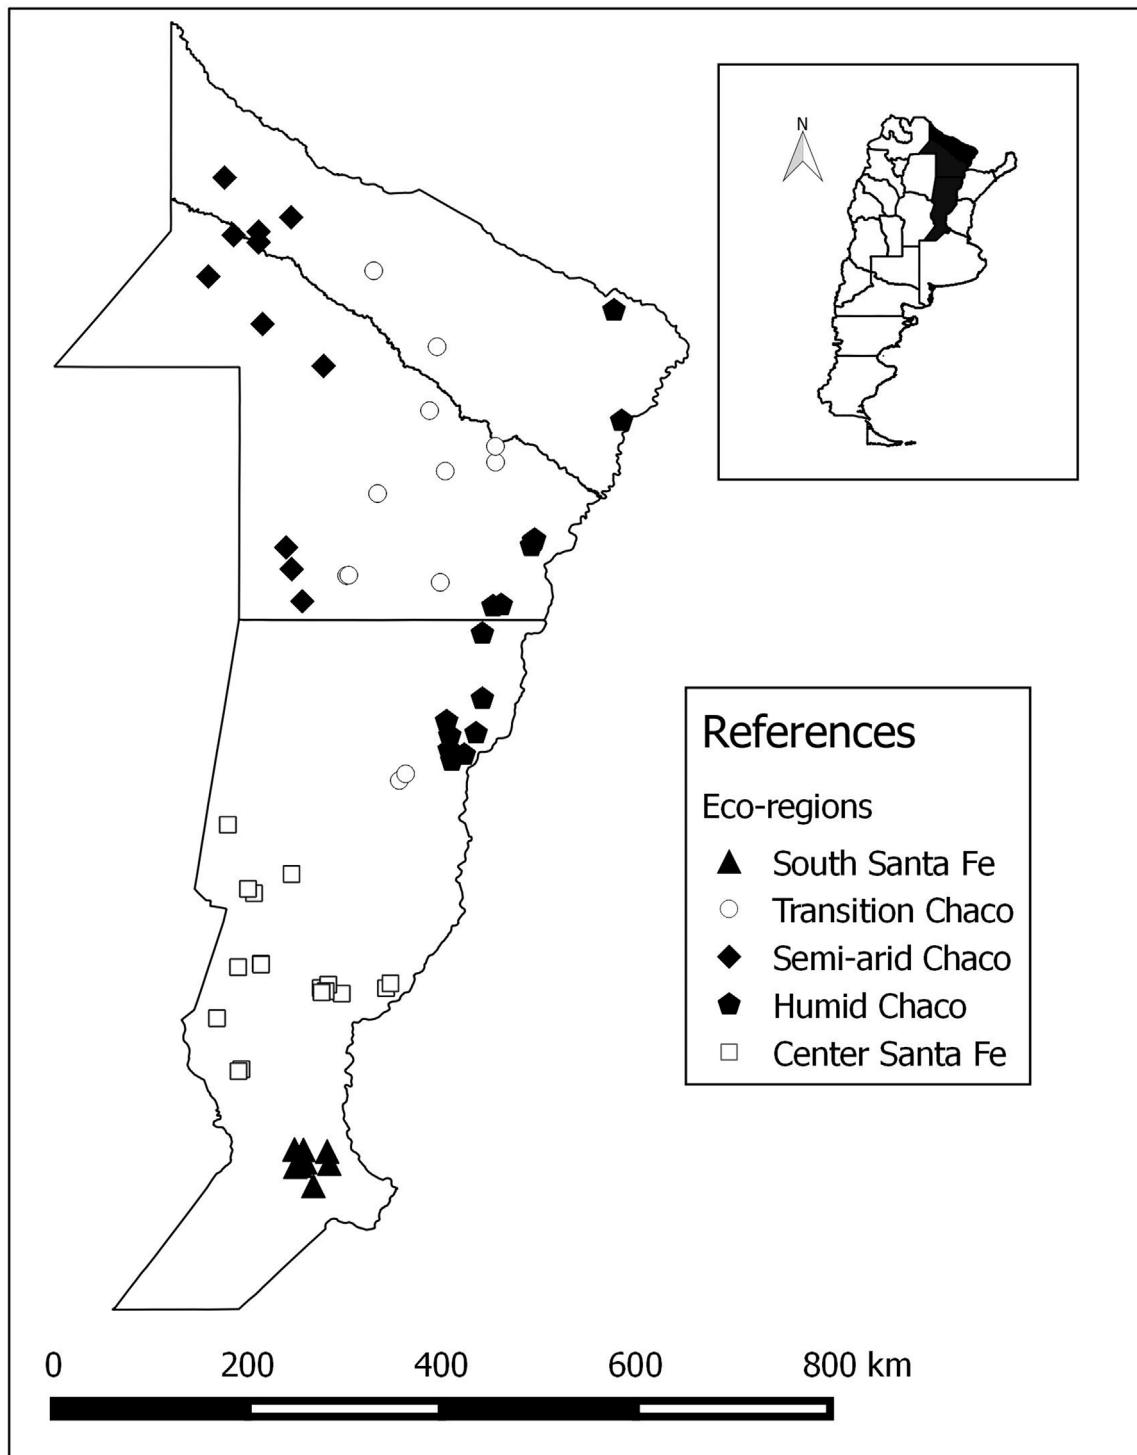 N
References
Eco-regions
South Santa Fe
Transition Chaco
Semi-arid Chaco
Humid Chaco
Center Santa Fe
0 200 400 600 800 km